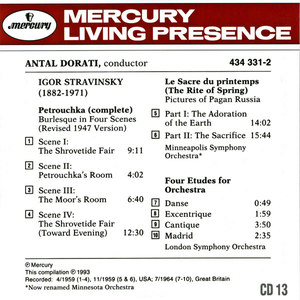 mercury
MERCURY
LIVING PRESENCE
ANTAL DORATI, conductor
434 331-2
IGOR STRAVINSKY
(1882-1971)
Petrouchka (complete)
Burlesque in Four Scenes
(Revised 1947 Version)
1 Scene I:
The Shrovetide Fair 9:11
2 Scene II:
Petrouchka's Room 4:02
3 Scene III:
The Moor's Room 6:40
4 Scene IV:
The Shrovetide Fair
(Toward Evening) 12:30
Le Sacre du printemps
(The Rite of Spring)
Pictures of Pagan Russia
5 Part I: The Adoration
of the Earth 14:02
6 Part II: The Sacrifice 15:44
Minneapolis Symphony
Orchestra*
Four Etudes for
Orchestra
7 Danse 0:49
8 Excentrique 1:59
9 Cantique 3:50
10 Madrid 2:35
London Symphony Orchestra
℗ Mercury
This compilation ℗ 1993
Recorded: 4/1959 (1-4), 11/1959 (5 & 6), USA; 7/1964 (7-10), Great Britain
*Now renamed Minnesota Orchestra
CD 13